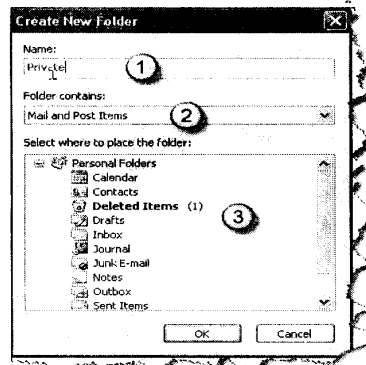 Create New Folder
Name:
Private
1
Folder contains:
Mail and Post Items
2
Select where to place the folder:
Personal Folders
Calendar
Contacts
Deleted Items (1)
Drafts
3
Inbox
Journal
Junk E-mail
Notes
Outbox
Sent Items
OK Cancel